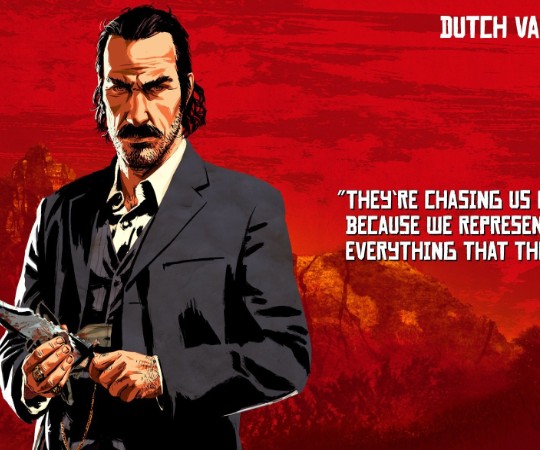 DUTCH VA
"THEY'RE CHASING US
BECAUSE WE REPRESEN
EVERYTHING THAT TH